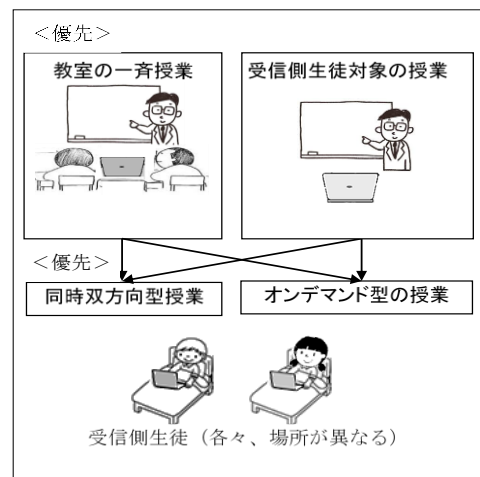 ＜優先＞
教室の一斉授業
受信側生徒対象の授業
＜優先＞
同時双方向型授業
オンデマンド型の授業
受信側生徒（各々、場所が異なる）